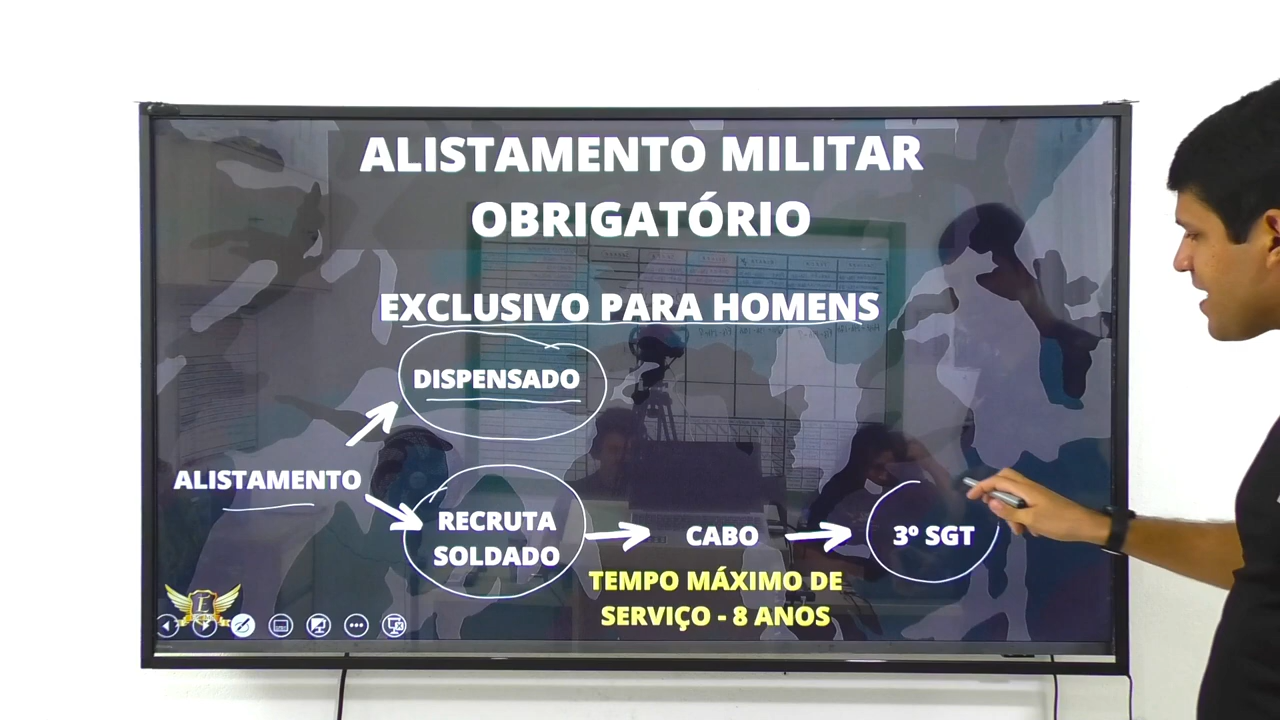 ALISTAMENTO MILITAR
OBRIGATÓRIO
EXCLUSIVO PARA HOMENS
DISPENSADO
ALISTAMENTO
RECRUTA
SOLDADO
CABO
3º SGT
TEMPO MÁXIMO DE
SERVIÇO - 8 ANOS